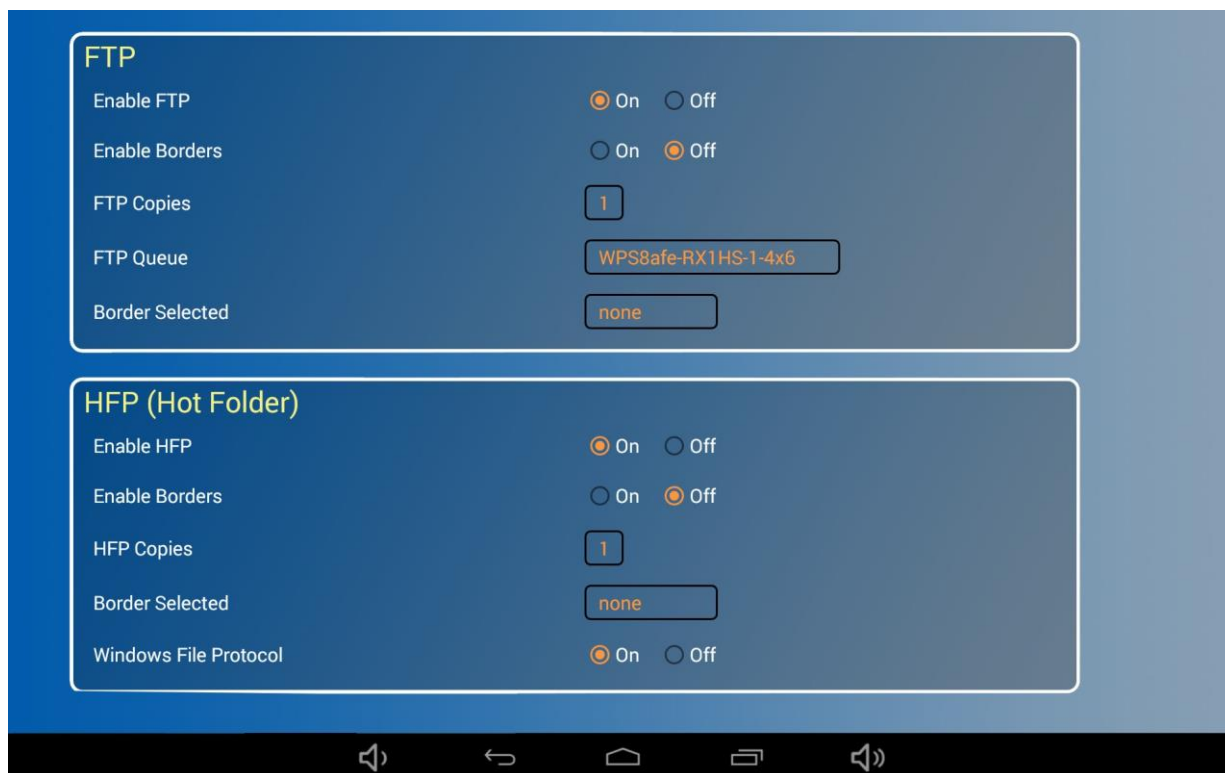 FTP
Enable FTP On Off
Enable Borders On Off
FTP Copies 1
FTP Queue WPS8afe-RX1HS-1-4x6
Border Selected none
HFP (Hot Folder)
Enable HFP On Off
Enable Borders On Off
HFP Copies 1
Border Selected none
Windows File Protocol On Off